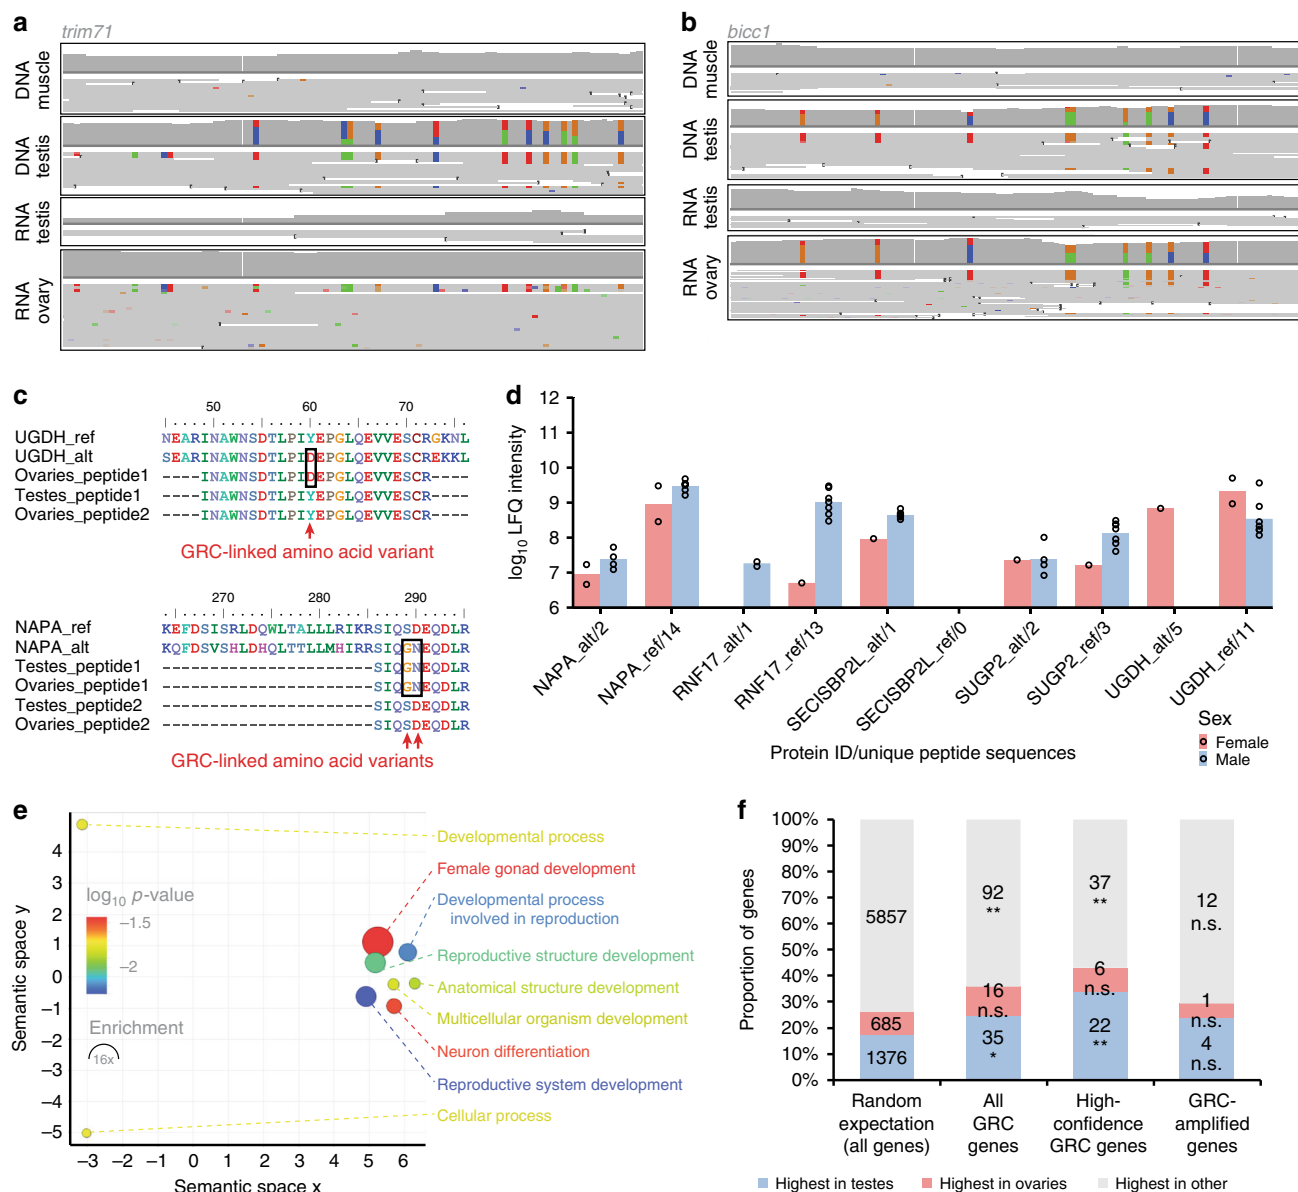 a
trim71
DNA muscle
DNA testis
RNA testis
RNA ovary
b
bicc1
DNA muscle
DNA testis
RNA testis
RNA ovary
c
50 60 70
UGDH_ref NEARINAWNSDTLPIYEPGLQEVVESCRGKNL
UGDH_alt SEARINAWNSDTLPIDEPGLQEVVESCREKKL
Ovaries_peptide1 ----INAWNSDTLPIDEPGLQEVVESCR----
Testes_peptide1 ----INAWNSDTLPIYEPGLQEVVESCR----
Ovaries_peptide2 ----INAWNSDTLPIYEPGLQEVVESCR----
GRC-linked amino acid variant
270 280 290
NAPA_ref KEFDSISRLDQWLTALLLRIKRSIQSDEQDLR
NAPA_alt KQFDSVSHLDHQLTTLLMHIRRSIQGNEQDLR
Testes_peptide1 ----------------------SIQGNEQDLR
Ovaries_peptide1 ----------------------SIQGNEQDLR
Testes_peptide2 ----------------------SIQSDEQDLR
Ovaries_peptide2 ----------------------SIQSDEQDLR
GRC-linked amino acid variants
d
log10 LFQ intensity
12
11
10
9
8
7
6
NAPA_alt/2
NAPA_ref/14
RNF17_alt/1
RNF17_ref/13
SECISBP2L_alt/1
SECISBP2L_ref/0
SUGP2_alt/2
SUGP2_ref/3
UGDH_alt/5
UGDH_ref/11
Protein ID/unique peptide sequences
Sex
Female
Male
e
Semantic space y
4
3
2
1
0
−1
−2
−3
−4
−5
log10 p-value
−1.5
−2
Enrichment
16x
Developmental process
Female gonad development
Developmental process
involved in reproduction
Reproductive structure development
Anatomical structure development
Multicellular organism development
Neuron differentiation
Reproductive system development
Cellular process
−3 −2 −1 0 1 2 3 4 5 6
Semantic space x
f
Proportion of genes
100%
90%
80%
70%
60%
50%
40%
30%
20%
10%
0%
5857
685
1376
92
**
16
n.s.
35
*
37
**
6
n.s.
22
**
12
n.s.
1
n.s.
4
n.s.
Random expectation (all genes)
All GRC genes
High-confidence GRC genes
GRC-amplified genes
Highest in testes
Highest in ovaries
Highest in other